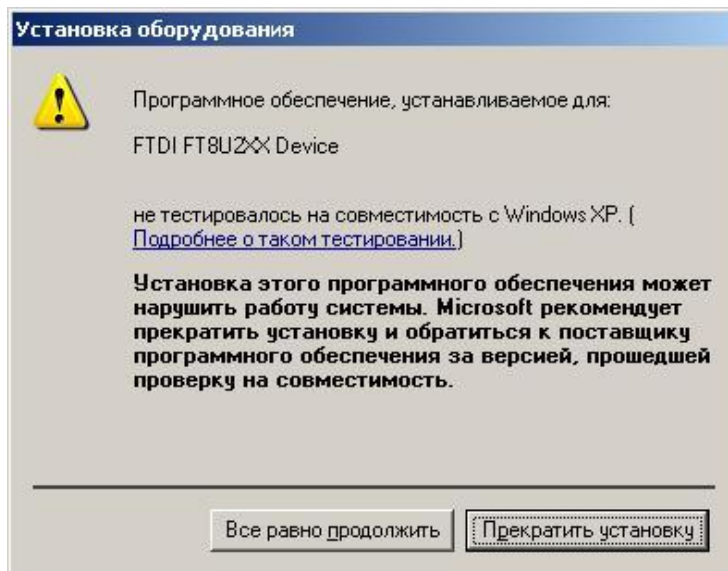 Установка оборудования
Программное обеспечение, устанавливаемое для:
FTDI FT8U2XX Device
не тестировалось на совместимость с Windows XP. (
Подробнее о таком тестировании.)
Установка этого программного обеспечения может
нарушить работу системы. Microsoft рекомендует
прекратить установку и обратиться к поставщику
программного обеспечения за версией, прошедшей
проверку на совместимость.
Все равно продолжить
Прекратить установку